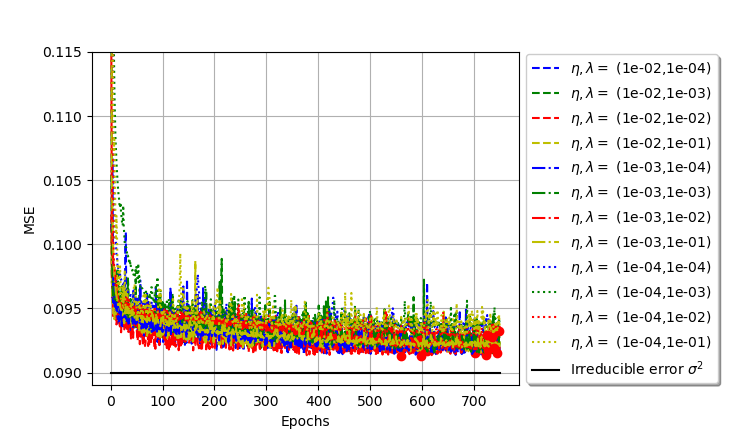 0.115
0.110
0.105
0.100
0.095
0.090
MSE
0 100 200 300 400 500 600 700
Epochs
η, λ = (1e-02,1e-04)
η, λ = (1e-02,1e-03)
η, λ = (1e-02,1e-02)
η, λ = (1e-02,1e-01)
η, λ = (1e-03,1e-04)
η, λ = (1e-03,1e-03)
η, λ = (1e-03,1e-02)
η, λ = (1e-03,1e-01)
η, λ = (1e-04,1e-04)
η, λ = (1e-04,1e-03)
η, λ = (1e-04,1e-02)
η, λ = (1e-04,1e-01)
Irreducible error σ²